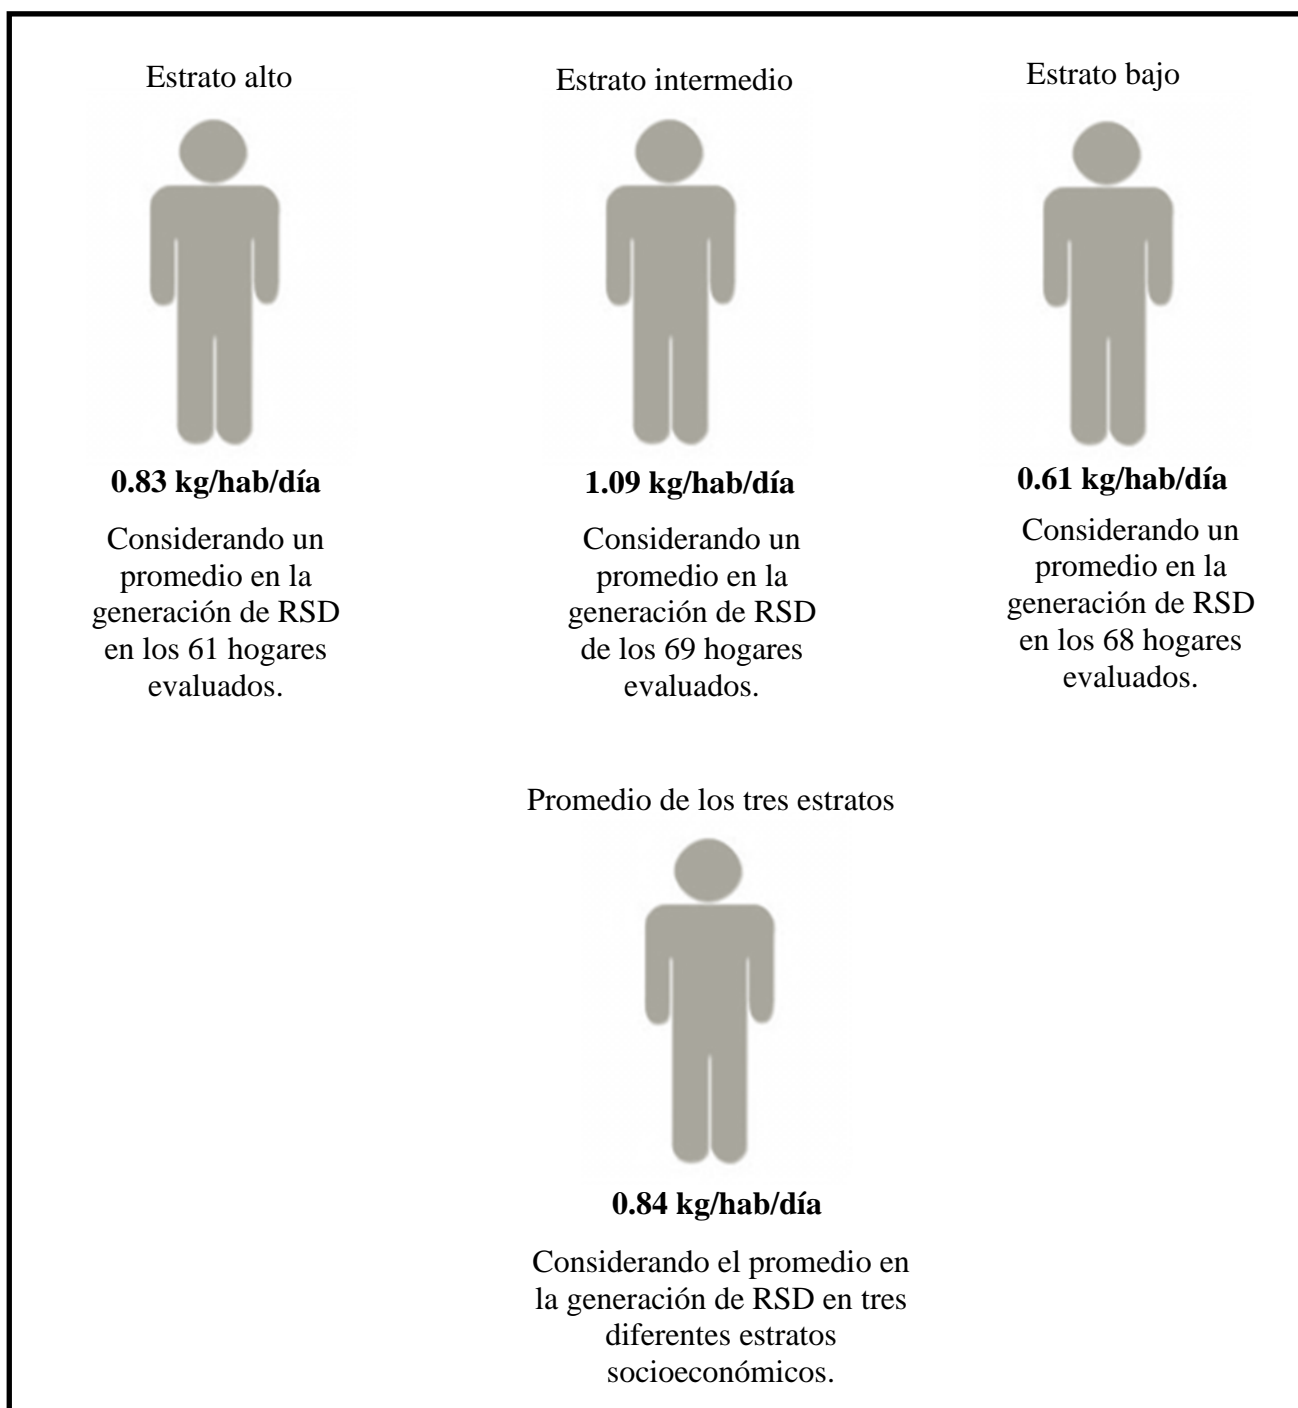 Estrato alto
0.83 kg/hab/día
Considerando un
promedio en la
generación de RSD
en los 61 hogares
evaluados.
Estrato intermedio
1.09 kg/hab/día
Considerando un
promedio en la
generación de RSD
de los 69 hogares
evaluados.
Estrato bajo
0.61 kg/hab/día
Considerando un
promedio en la
generación de RSD
en los 68 hogares
evaluados.
Promedio de los tres estratos
0.84 kg/hab/día
Considerando el promedio en
la generación de RSD en tres
diferentes estratos
socioeconómicos.